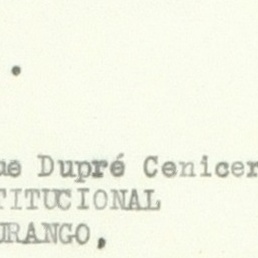 .
ue Dupré Cenicer
TITUCIONAL
URANGO,